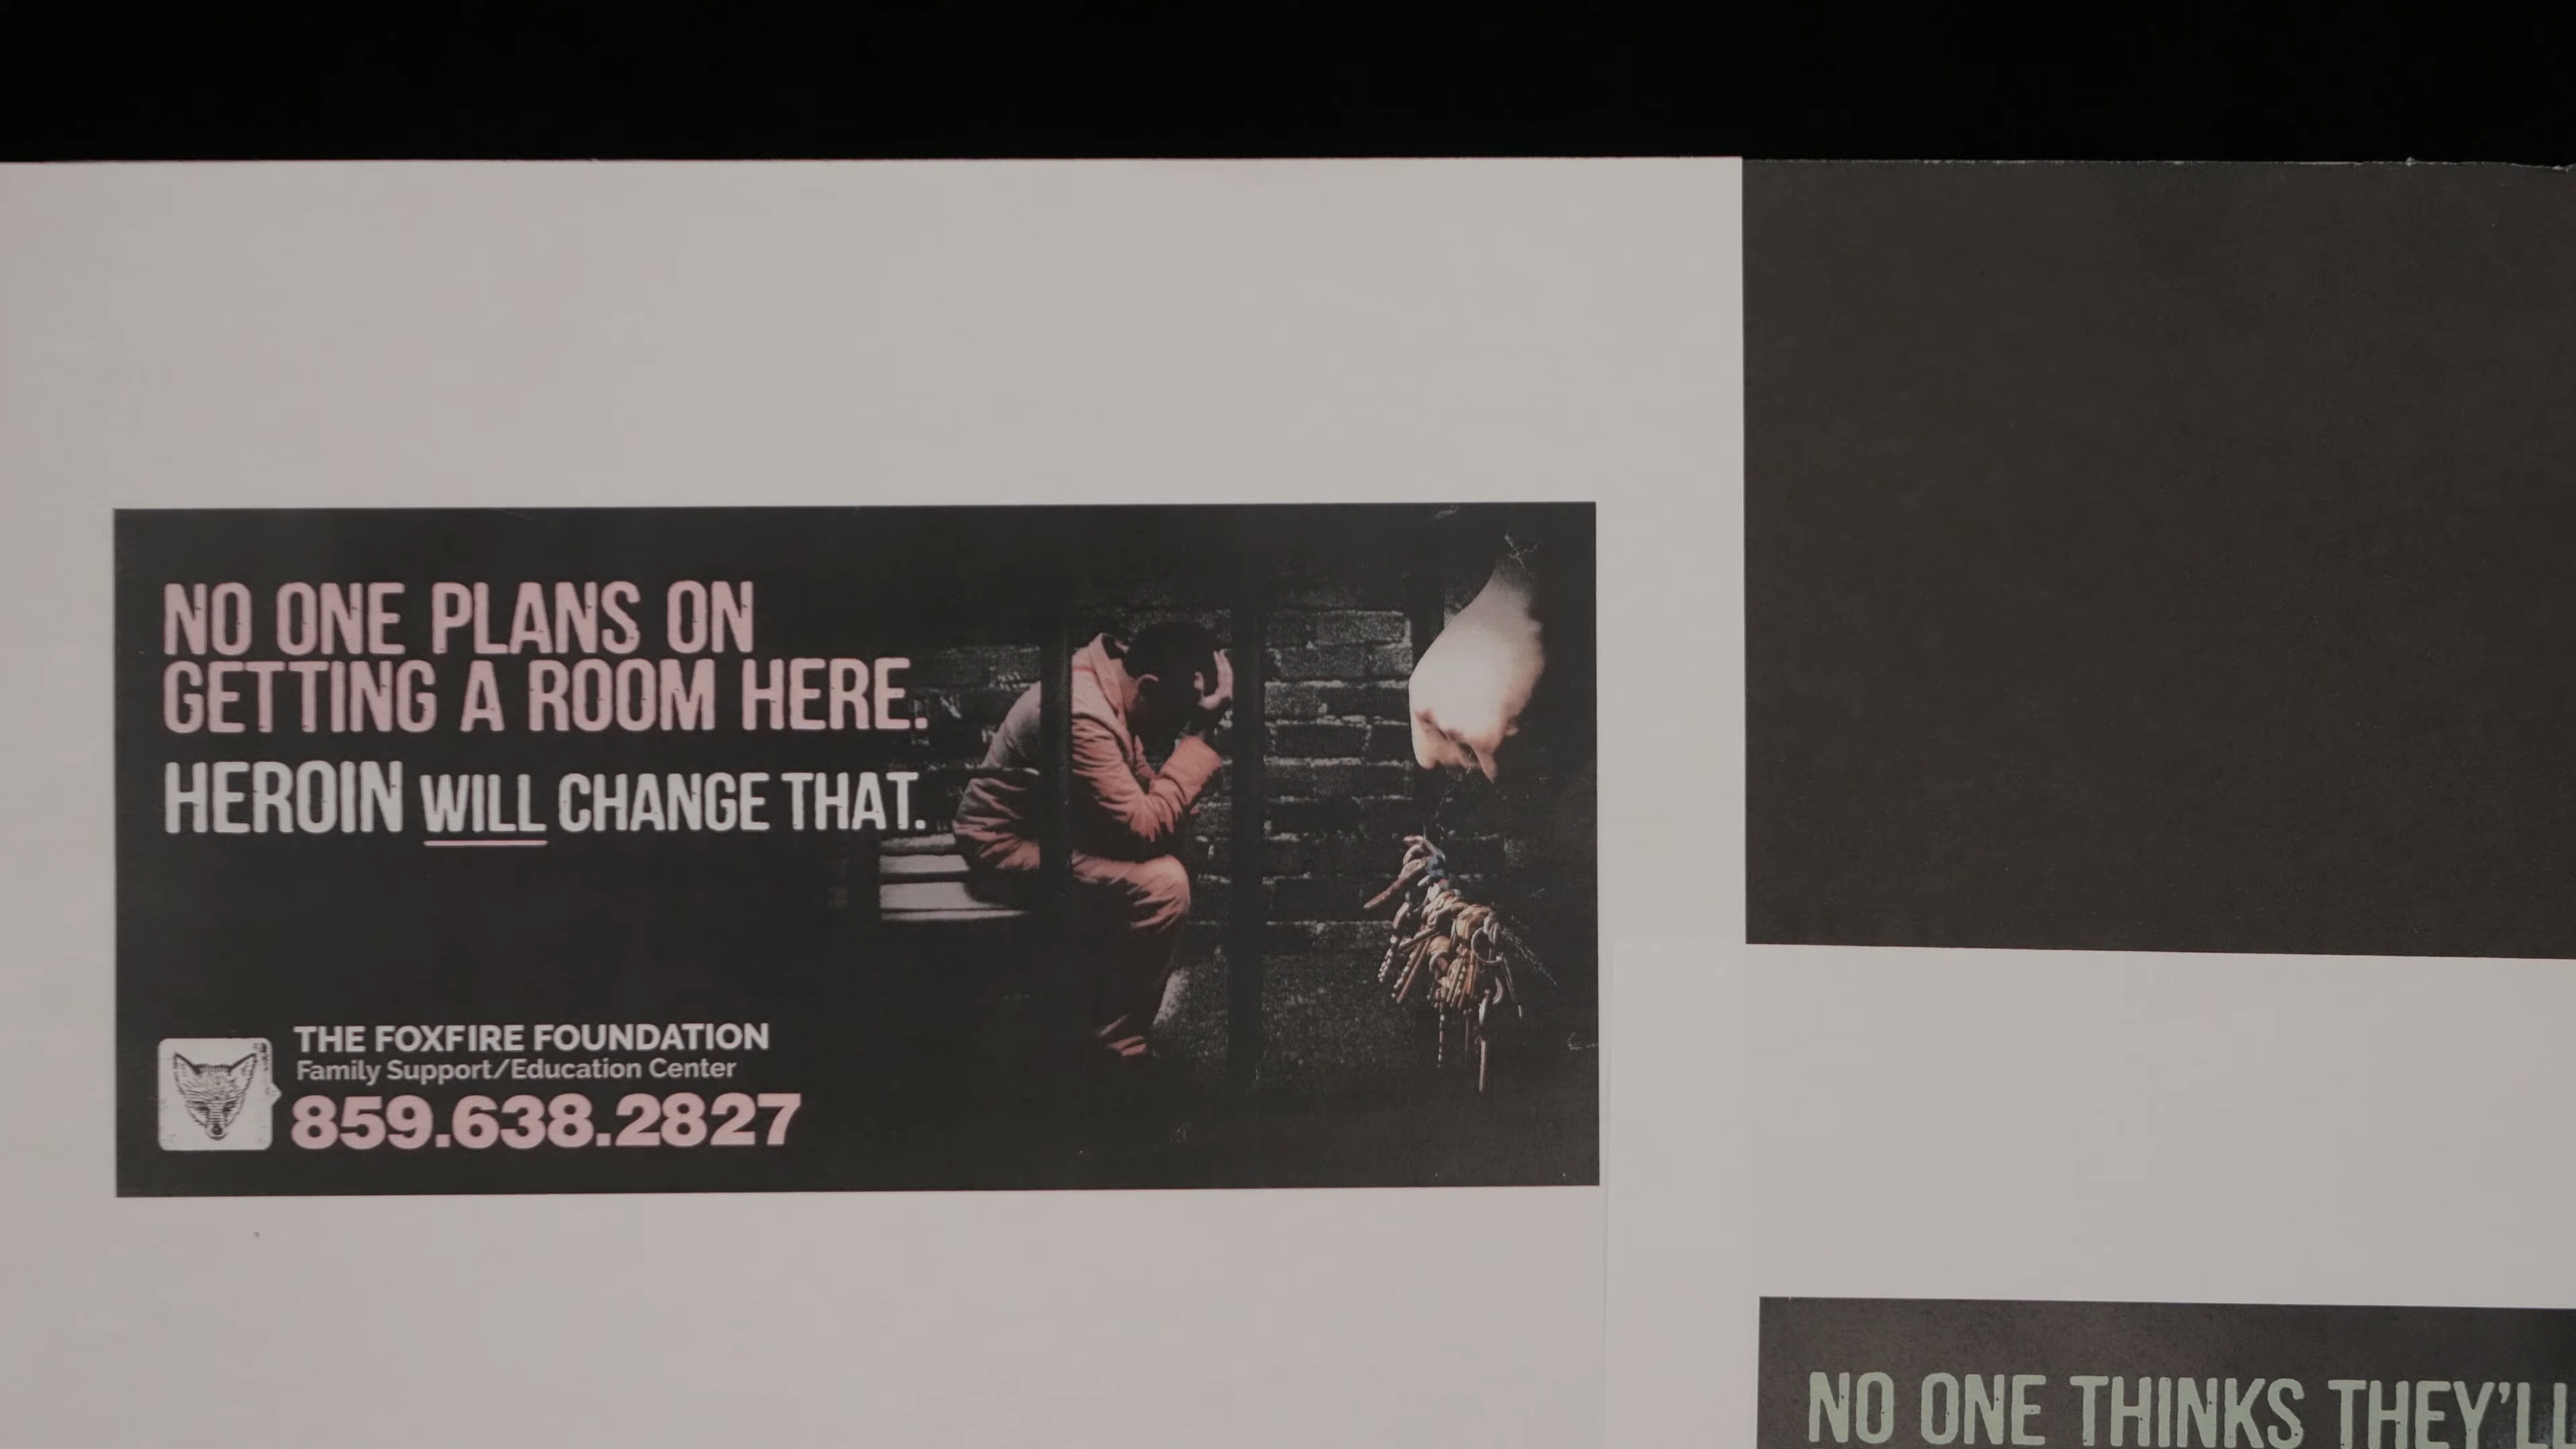 NO ONE PLANS ON
GETTING A ROOM HERE.
HEROIN WILL CHANGE THAT.
THE FOXFIRE FOUNDATION
Family Support/Education Center
859.638.2827
NO ONE THINKS THEY'LL